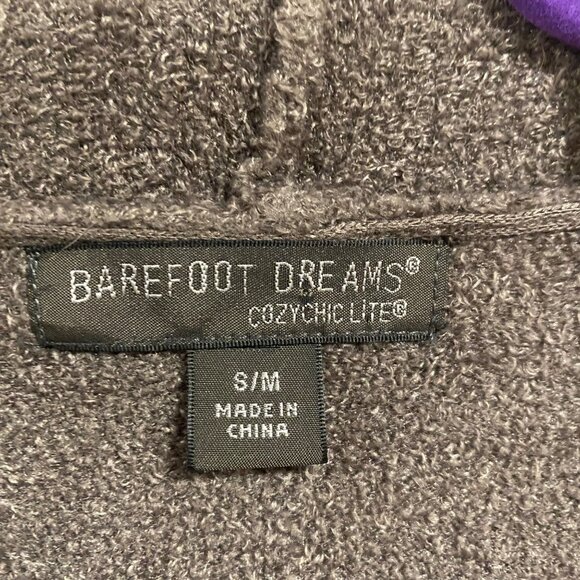 BAREFOOT DREAMS®
COZYCHIC LITE®
S/M
MADE IN
CHINA